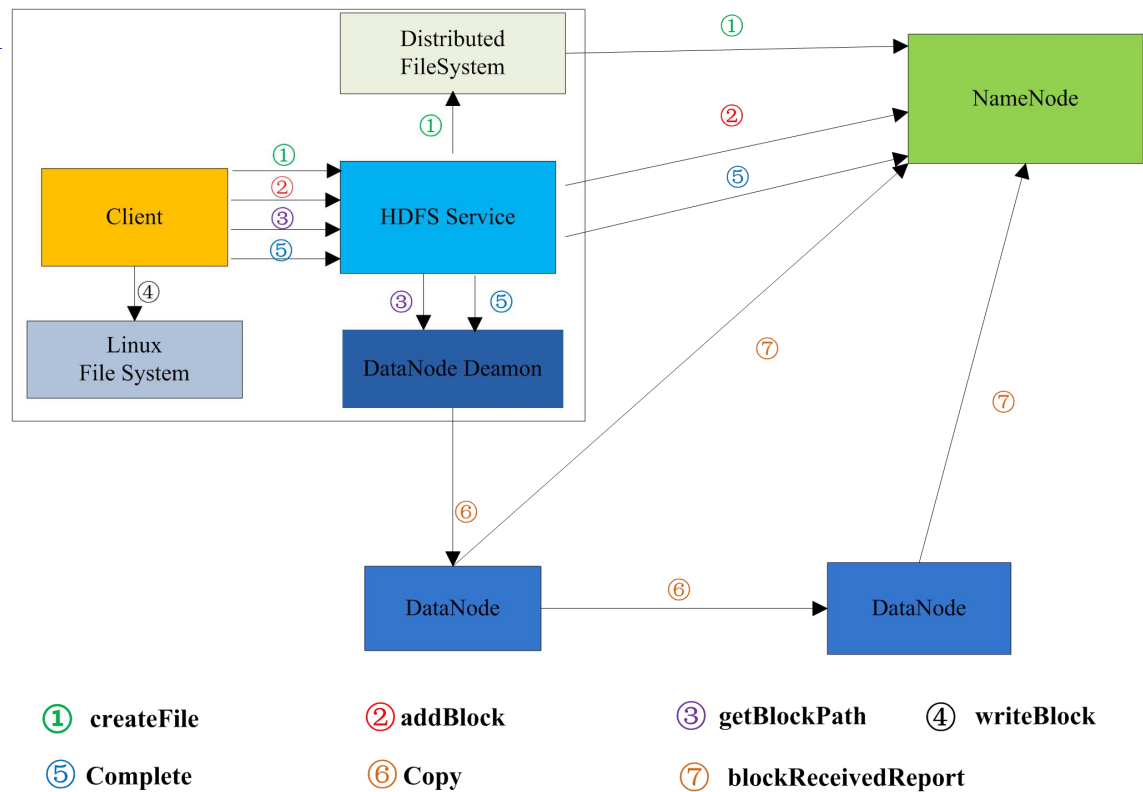 Distributed
FileSystem
①
NameNode
①
②
①
②
③
⑤
Client
HDFS Service
⑤
④
③
⑤
Linux
File System
DataNode Deamon
⑦
⑦
⑥
⑥
DataNode
DataNode
① createFile
② addBlock
③ getBlockPath
④ writeBlock
⑤ Complete
⑥ Copy
⑦ blockReceivedReport